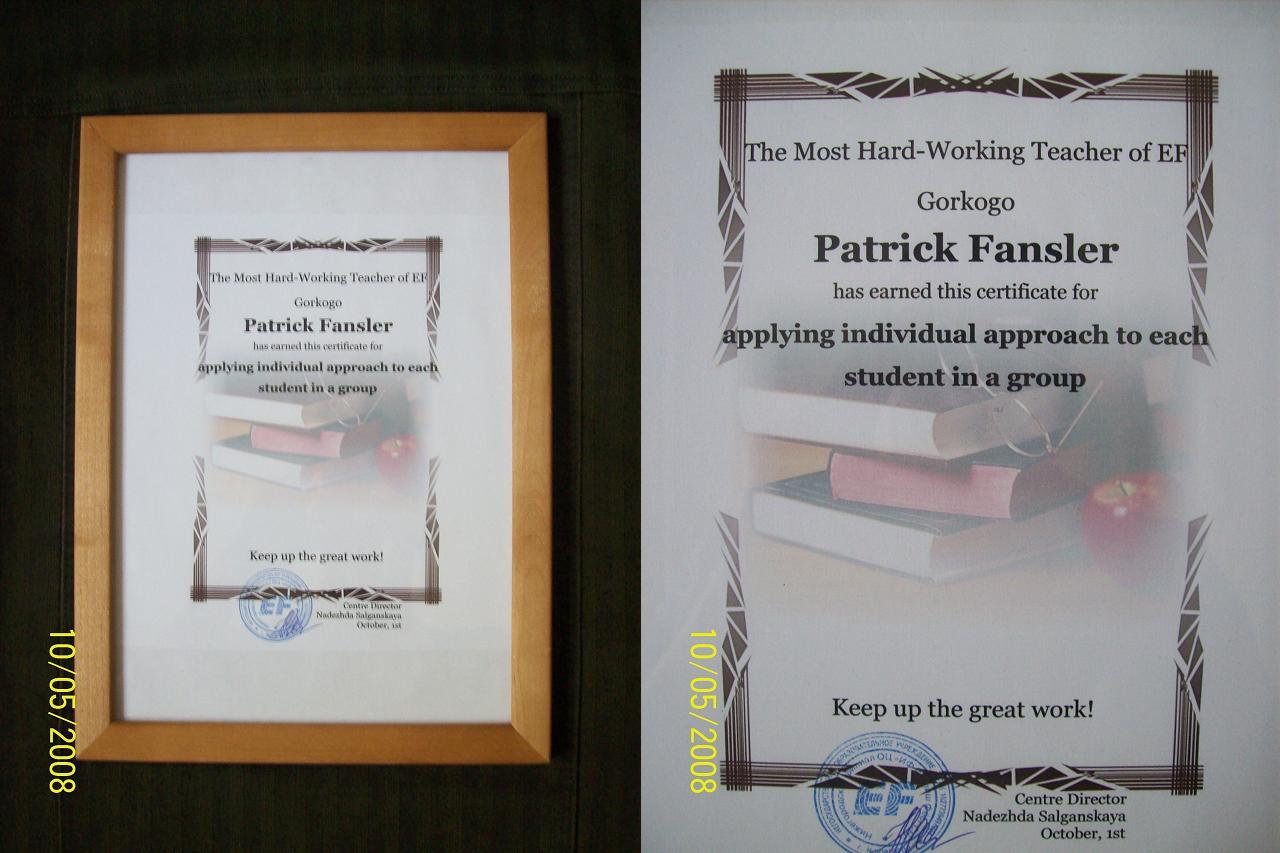 The Most Hard-Working Teacher of EF
Gorkogo
Patrick Fansler
has earned this certificate for
applying individual approach to each
student in a group
Keep up the great work!
EF
Centre Director
Nadezhda Salganskaya
October, 1st
10/05/2008
The Most Hard-Working Teacher of EF
Gorkogo
Patrick Fansler
has earned this certificate for
applying individual approach to each
student in a group
Keep up the great work!
ОБРАЗОВАТЕЛЬНОЕ УЧРЕЖДЕНИЕ
EF
Centre Director
Nadezhda Salganskaya
October, 1st
10/05/2008